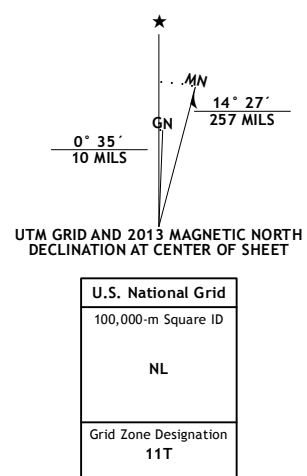 ★
MN
GN
14° 27´
257 MILS
0° 35´
10 MILS
UTM GRID AND 2013 MAGNETIC NORTH
DECLINATION AT CENTER OF SHEET
U.S. National Grid
100,000-m Square ID
NL
Grid Zone Designation
11T